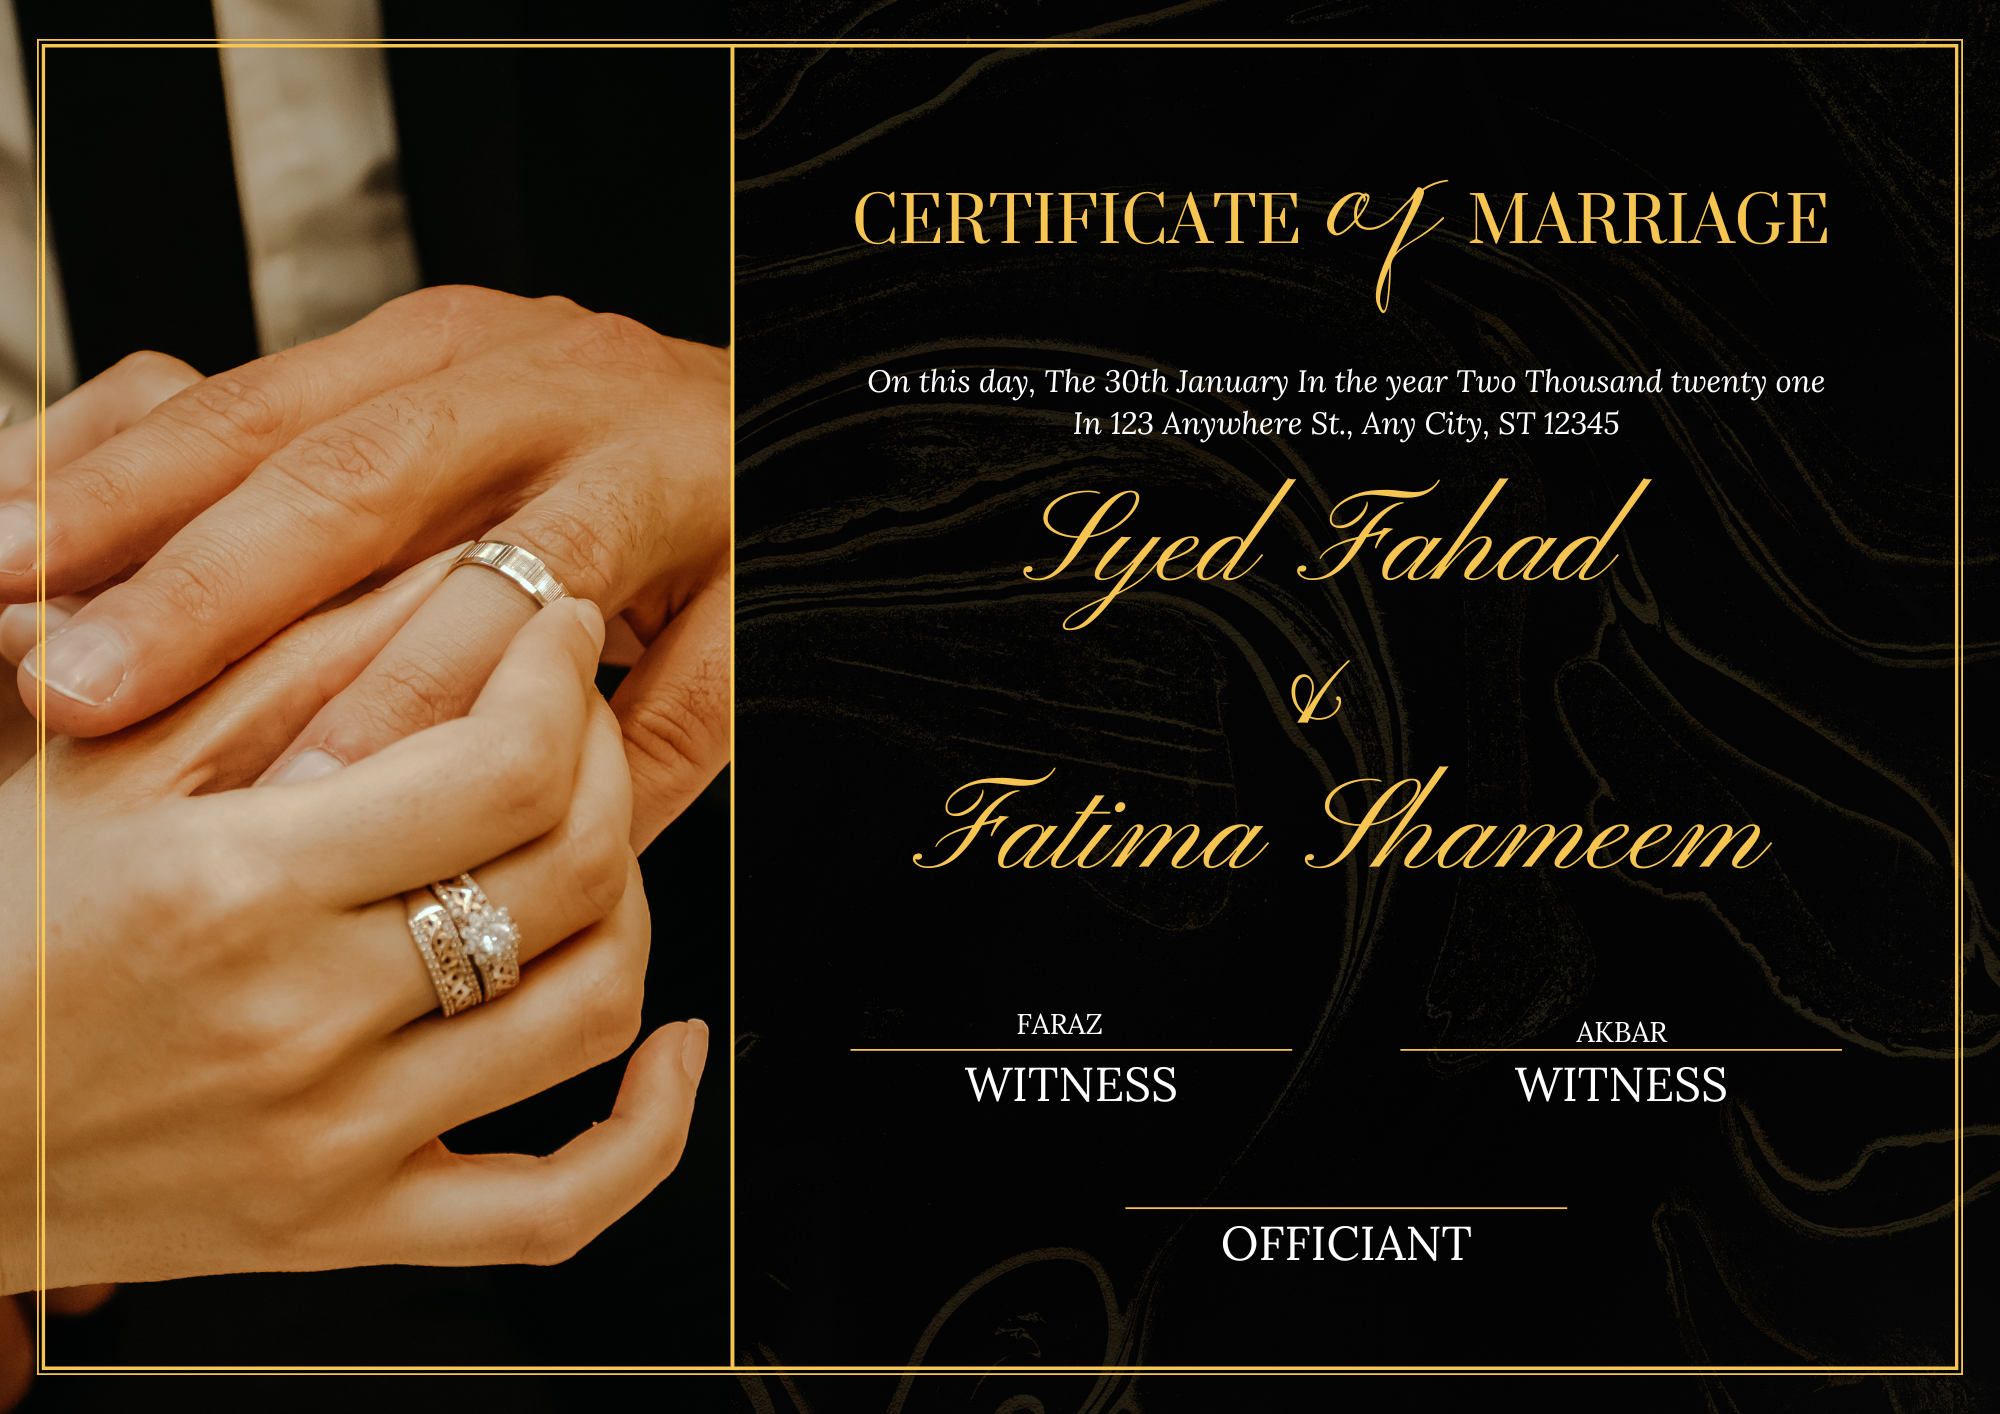 CERTIFICATE of MARRIAGE
On this day, The 30th January In the year Two Thousand twenty one
In 123 Anywhere St., Any City, ST 12345
Syed Fahad
&
Fatima Shameem
FARAZ
WITNESS
AKBAR
WITNESS
OFFICIANT